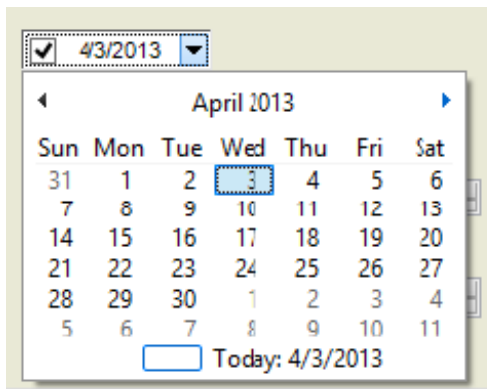 4/3/2013
April 2013
Sun Mon Tue Wed Thu Fri Sat
31 1 2 3 4 5 6
7 8 9 10 11 12 13
14 15 16 17 18 19 20
21 22 23 24 25 26 27
28 29 30 1 2 3 4
5 6 7 8 9 10 11
Today: 4/3/2013